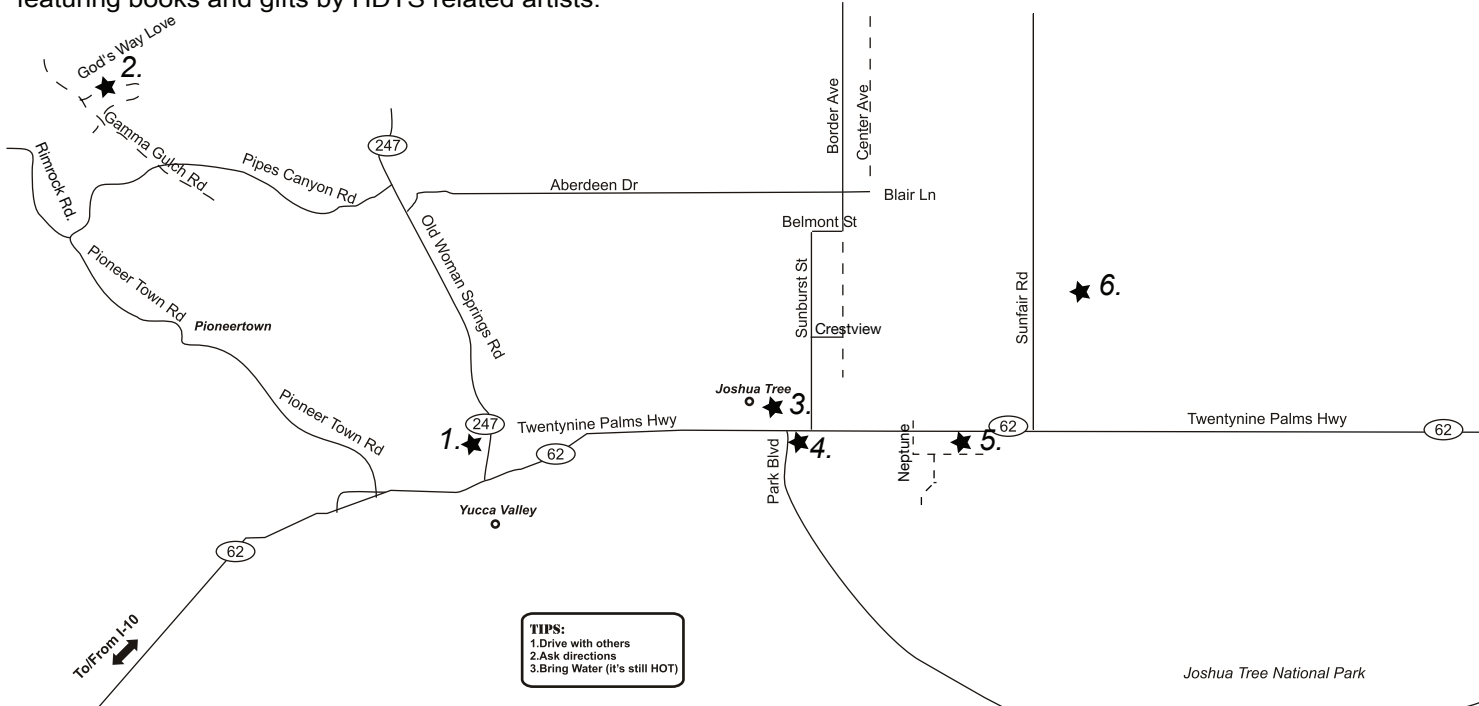 featuring books and gifts by HDTS related artists.
God's Way Love
2.
Gamma Gulch Rd
Rimrock Rd.
247
Pipes Canyon Rd
Aberdeen Dr
Border Ave
Center Ave
Blair Ln
Belmont St
Old Woman Springs Rd
Pioneer Town Rd
Pioneertown
Sunburst St
Crestview
Sunfair Rd
6.
Joshua Tree
3.
Pioneer Town Rd
1.
247
Twentynine Palms Hwy
62
Park Blvd
4.
Neptune
5.
62
Twentynine Palms Hwy
62
Yucca Valley
62
To/From I-10
TIPS:
1.Drive with others
2.Ask directions
3.Bring Water (it's still HOT)
Joshua Tree National Park